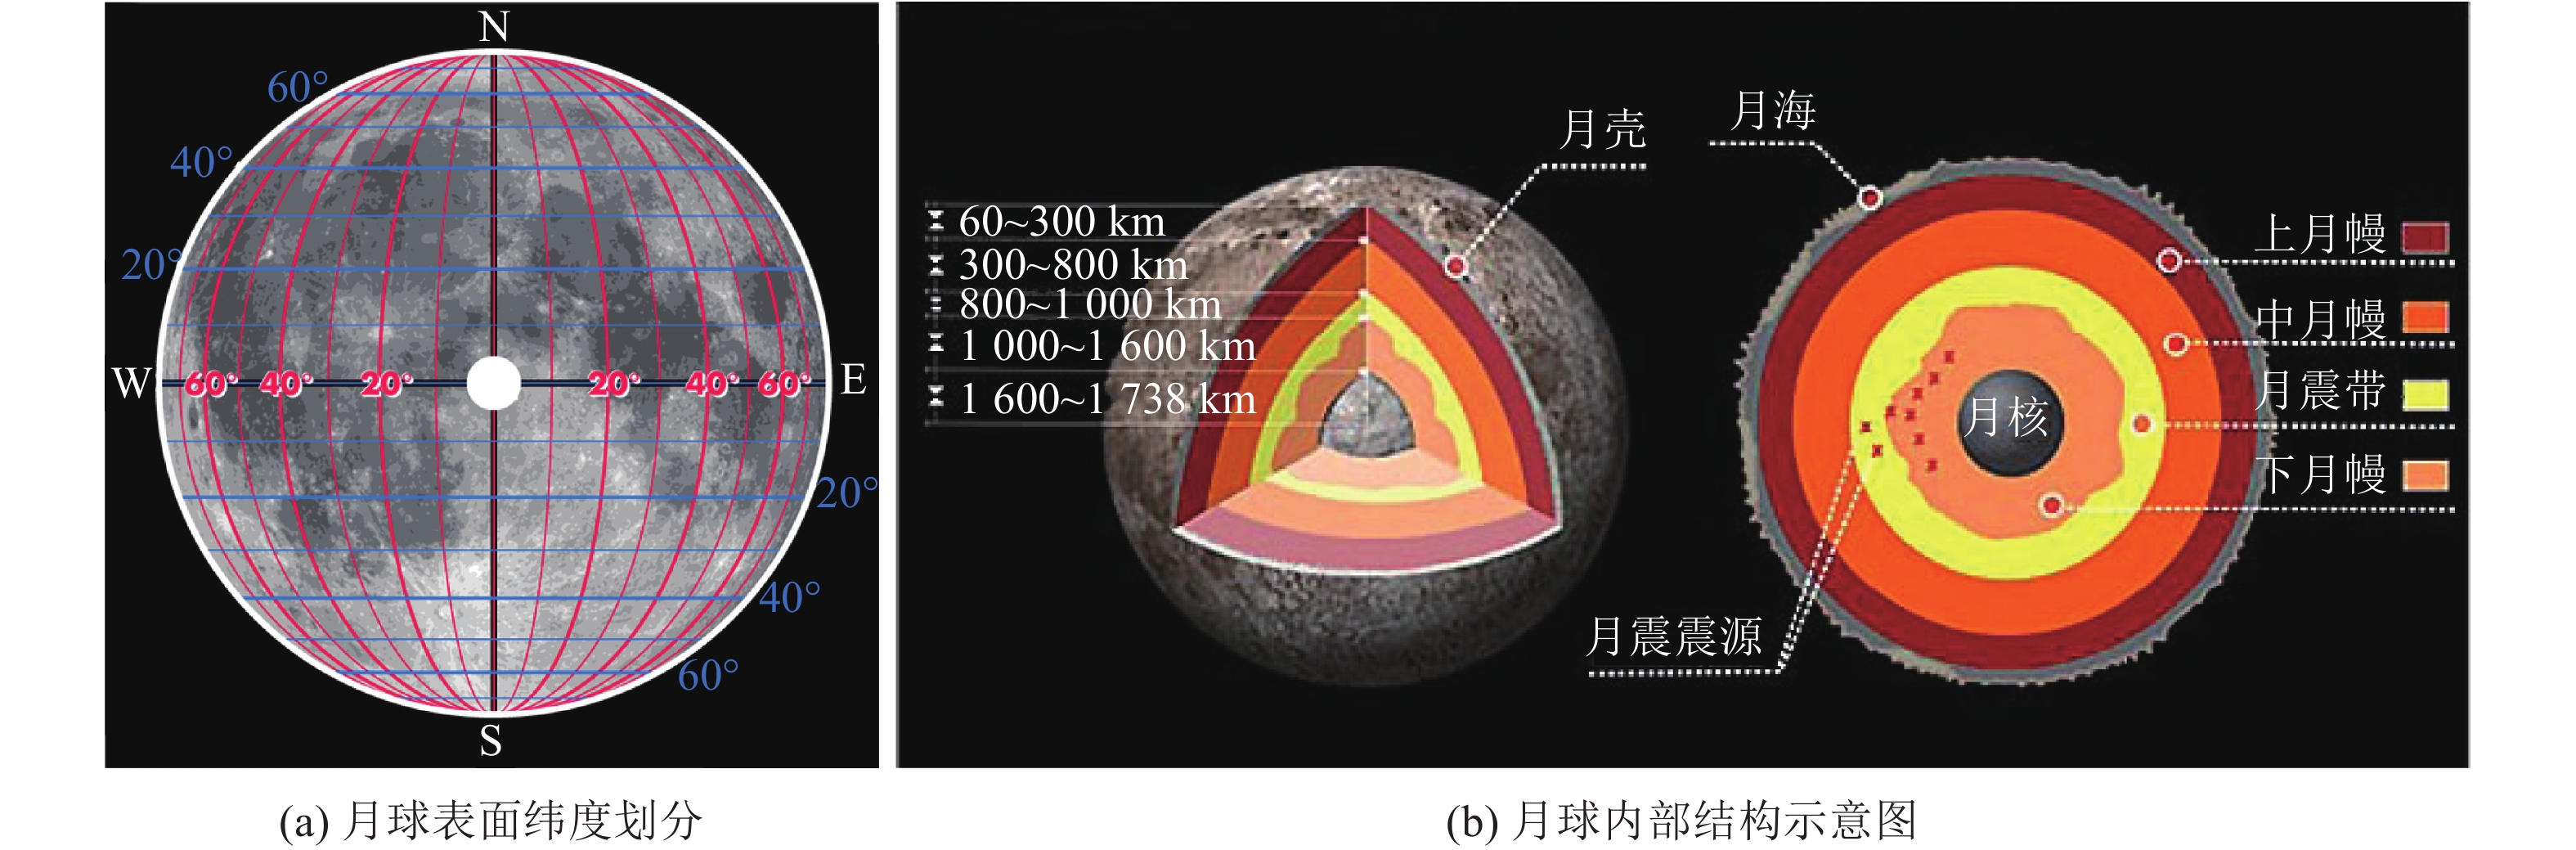 N
60°
40°
20°
W
60°
40°
20°
20°
40°
60°
E
20°
40°
60°
S
(a) 月球表面纬度划分
60~300 km
300~800 km
800~1 000 km
1 000~1 600 km
1 600~1 738 km
月壳
月海
上月幔
中月幔
月震带
下月幔
月核
月震震源
(b) 月球内部结构示意图